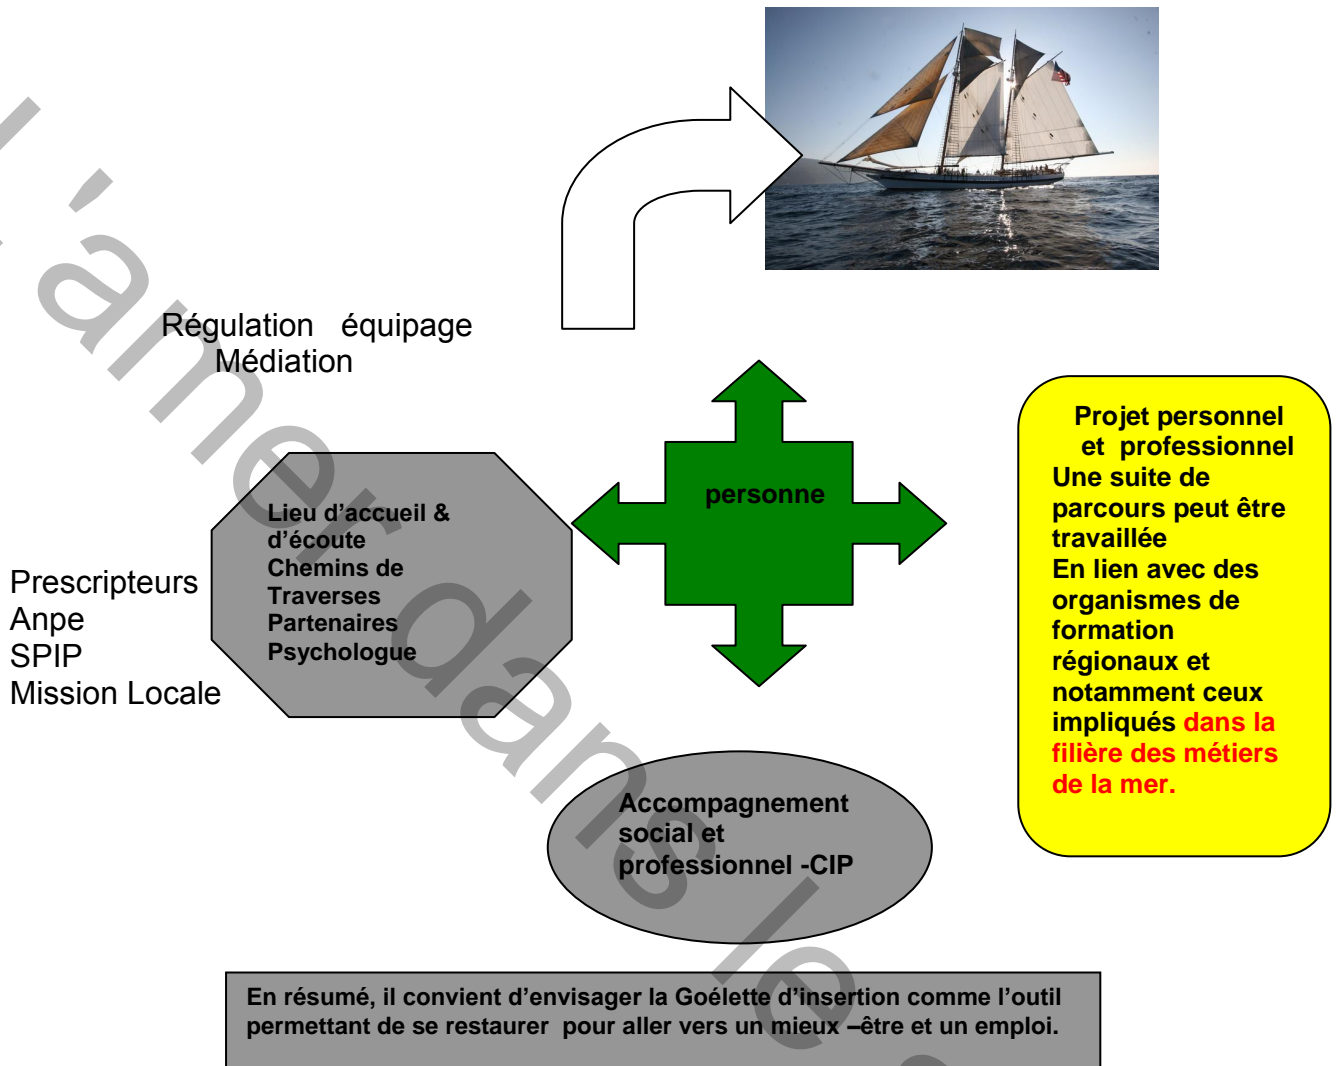 Régulation équipage
Médiation
personne
Lieu d’accueil &
d’écoute
Chemins de
Traverses
Partenaires
Psychologue
Prescripteurs
Anpe
SPIP
Mission Locale
Projet personnel
et professionnel
Une suite de
parcours peut être
travaillée
En lien avec des
organismes de
formation
régionaux et
notamment ceux
impliqués dans la
filière des métiers
de la mer.
Accompagnement
social et
professionnel -CIP
En résumé, il convient d’envisager la Goélette d’insertion comme l’outil
permettant de se restaurer pour aller vers un mieux –être et un emploi.
L'amer dans le